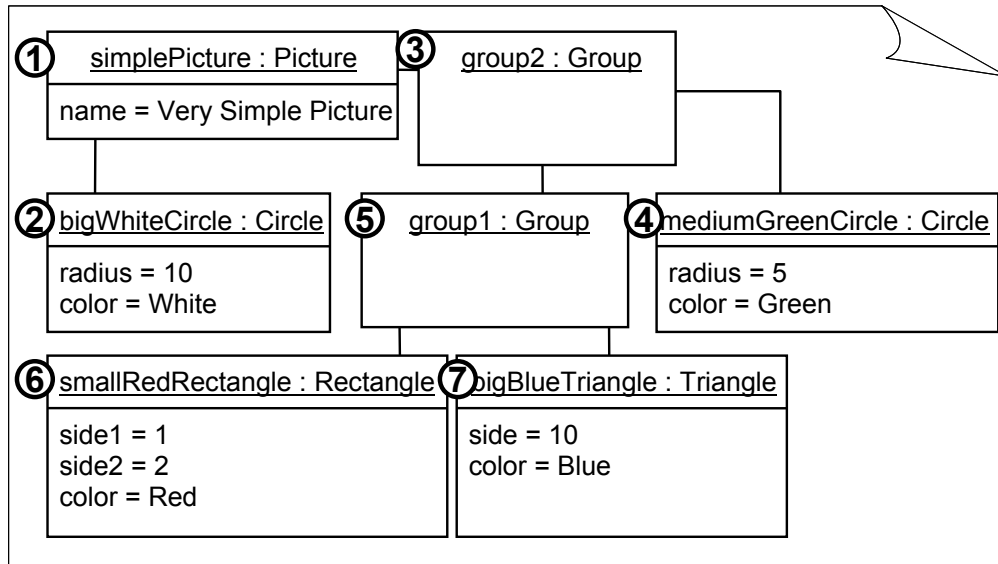 1
simplePicture : Picture
name = Very Simple Picture
3
group2 : Group
2
bigWhiteCircle : Circle
radius = 10
color = White
5
group1 : Group
4
mediumGreenCircle : Circle
radius = 5
color = Green
6
smallRedRectangle : Rectangle
side1 = 1
side2 = 2
color = Red
7
bigBlueTriangle : Triangle
side = 10
color = Blue